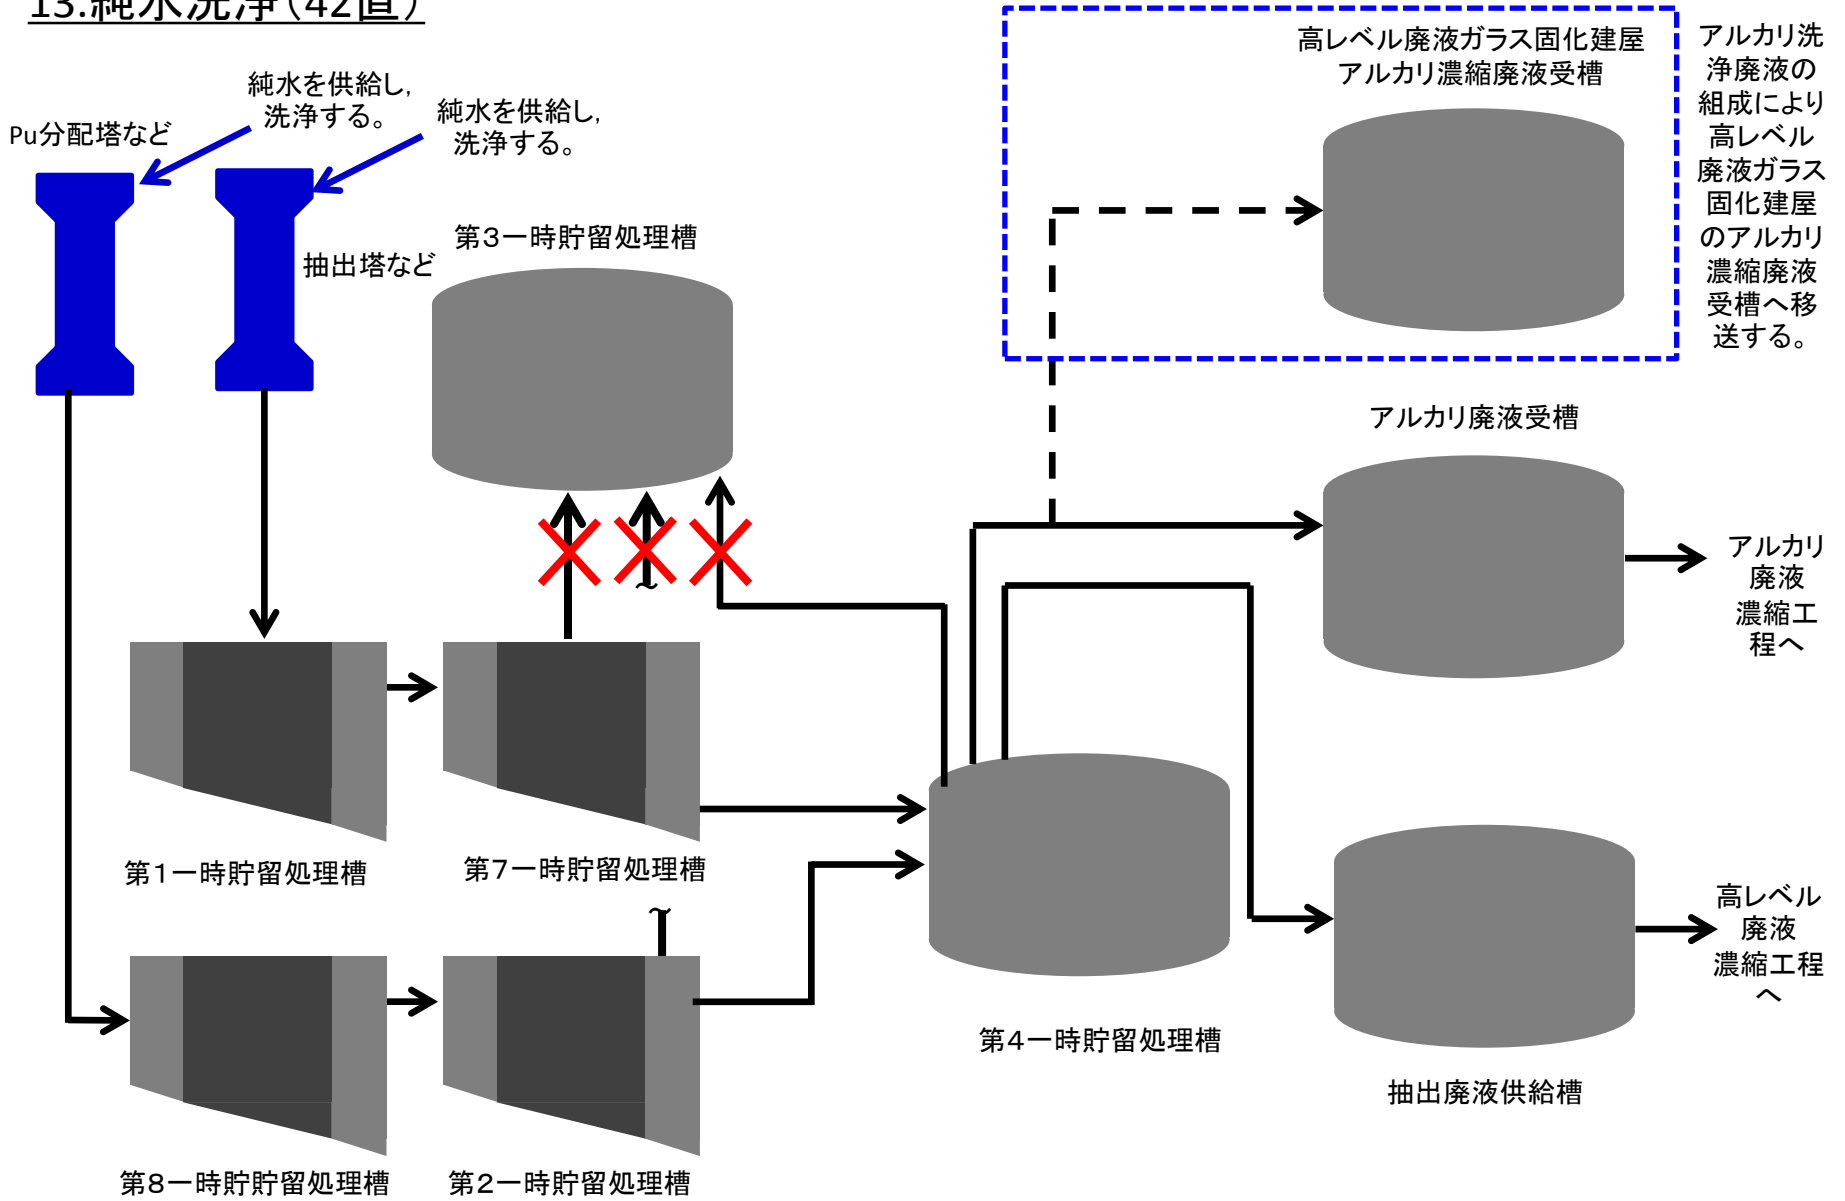 13.純水洗浄(42直)
純水を供給し,
洗浄する。
純水を供給し,
洗浄する。
Pu分配塔など
抽出塔など
第3一時貯留処理槽
高レベル廃液ガラス固化建屋
アルカリ濃縮廃液受槽
アルカリ洗
浄廃液の
組成により
高レベル
廃液ガラス
固化建屋
のアルカリ
濃縮廃液
受槽へ移
送する。
アルカリ廃液受槽
アルカリ
廃液
濃縮工
程へ
第1一時貯留処理槽
第7一時貯留処理槽
第4一時貯留処理槽
高レベル
廃液
濃縮工程
へ
抽出廃液供給槽
第8一時貯貯留処理槽
第2一時貯留処理槽